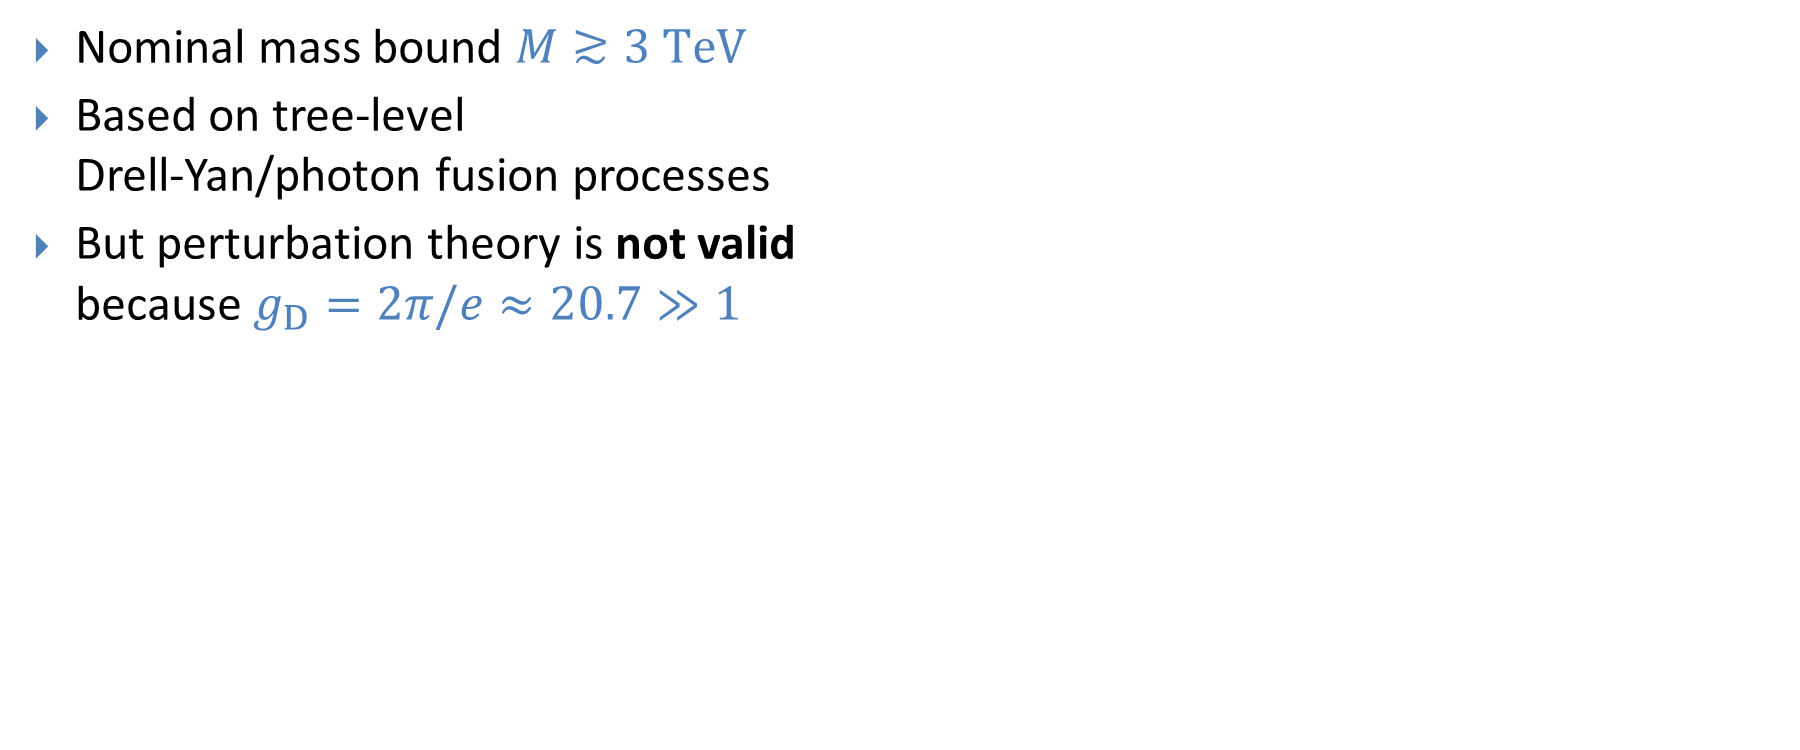 Nominal mass bound M ≳ 3 TeV
Based on tree-level
Drell-Yan/photon fusion processes
But perturbation theory is not valid
because g_D = 2π/e ≈ 20.7 ≫ 1